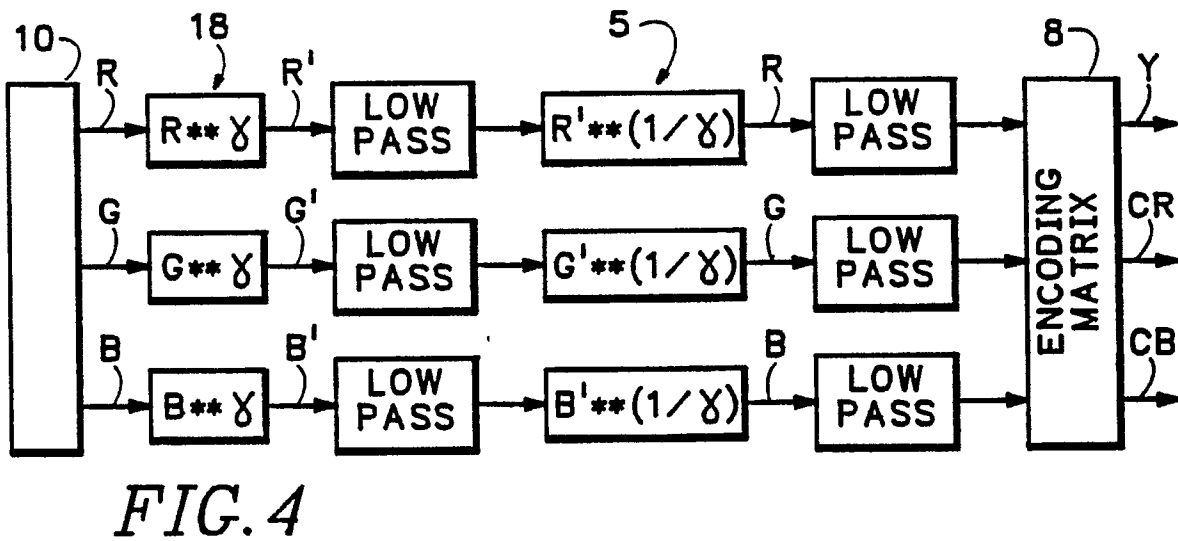 10 18 5 8
R R' R Y
R**γ LOW PASS R'**(1/γ) LOW PASS
G G' G CR
G**γ LOW PASS G'**(1/γ) LOW PASS
B B' B CB
B**γ LOW PASS B'**(1/γ) LOW PASS
ENCODING
MATRIX
FIG. 4